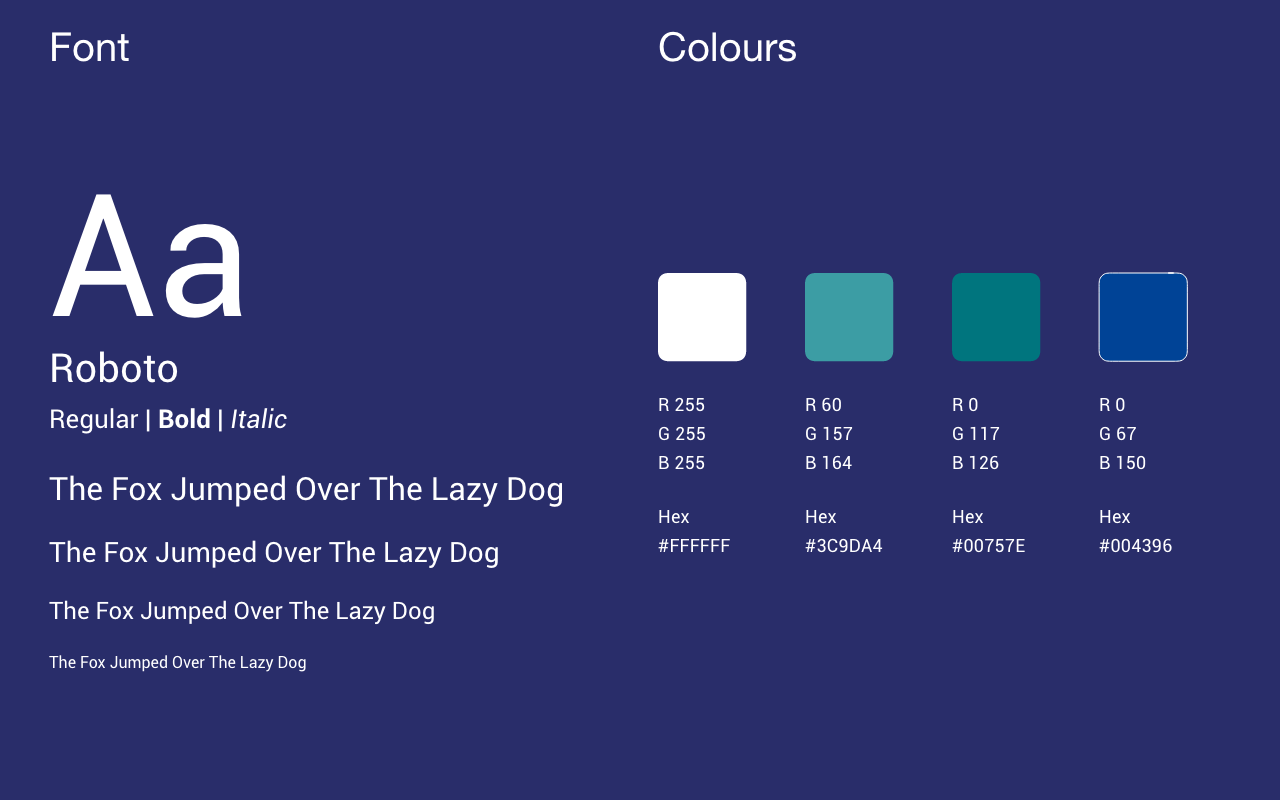 Font
Aa
Roboto
Regular | Bold | Italic
The Fox Jumped Over The Lazy Dog
The Fox Jumped Over The Lazy Dog
The Fox Jumped Over The Lazy Dog
The Fox Jumped Over The Lazy Dog
Colours
R 255
G 255
B 255
Hex
#FFFFFF
R 60
G 157
B 164
Hex
#3C9DA4
R 0
G 117
B 126
Hex
#00757E
R 0
G 67
B 150
Hex
#004396